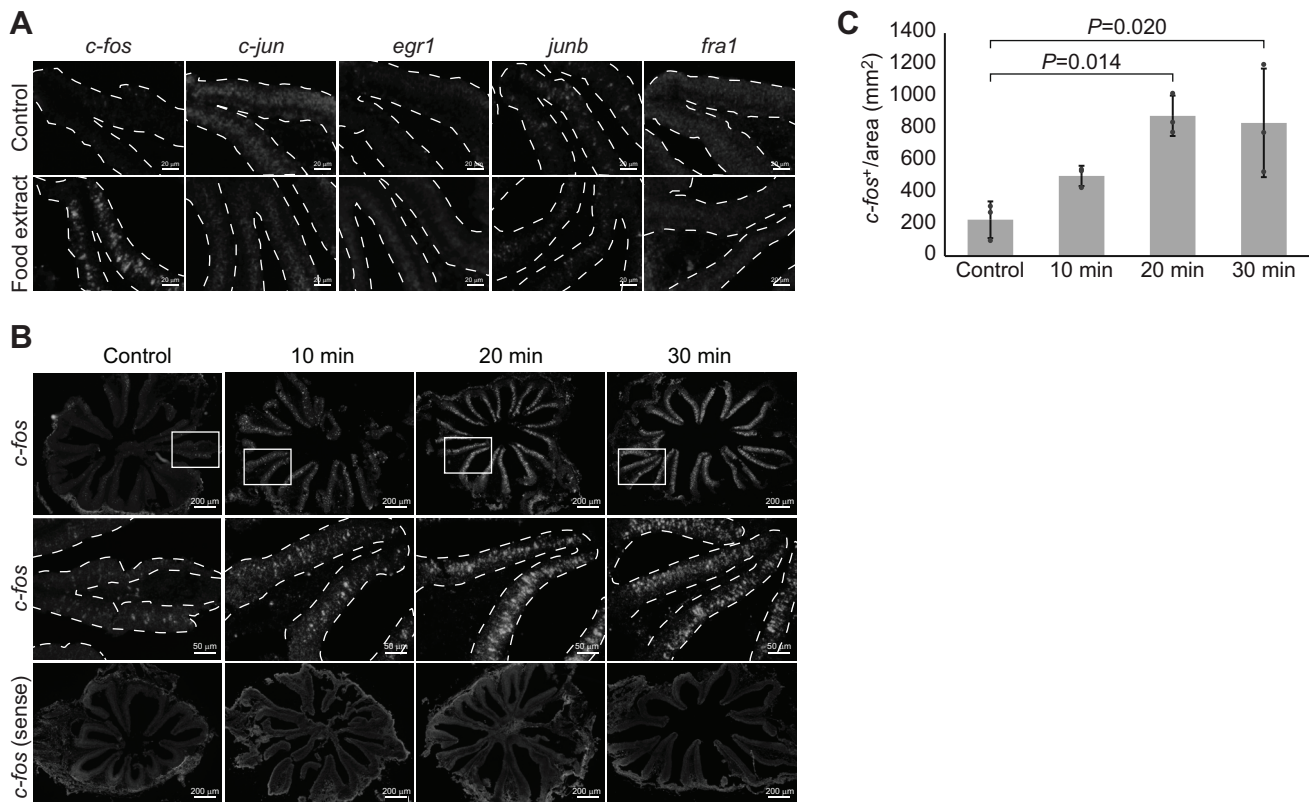 A
c-fos c-jun egr1 junb fra1
Control
20 µm 20 µm 20 µm 20 µm 20 µm
Food extract
20 µm 20 µm 20 µm 20 µm 20 µm
C
1400
1200
1000
800
600
400
200
0
c-fos⁺/area (mm²)
P=0.020
P=0.014
Control 10 min 20 min 30 min
B
Control 10 min 20 min 30 min
c-fos
200 µm 200 µm 200 µm 200 µm
c-fos
50 µm 50 µm 50 µm 50 µm
c-fos (sense)
200 µm 200 µm 200 µm 200 µm